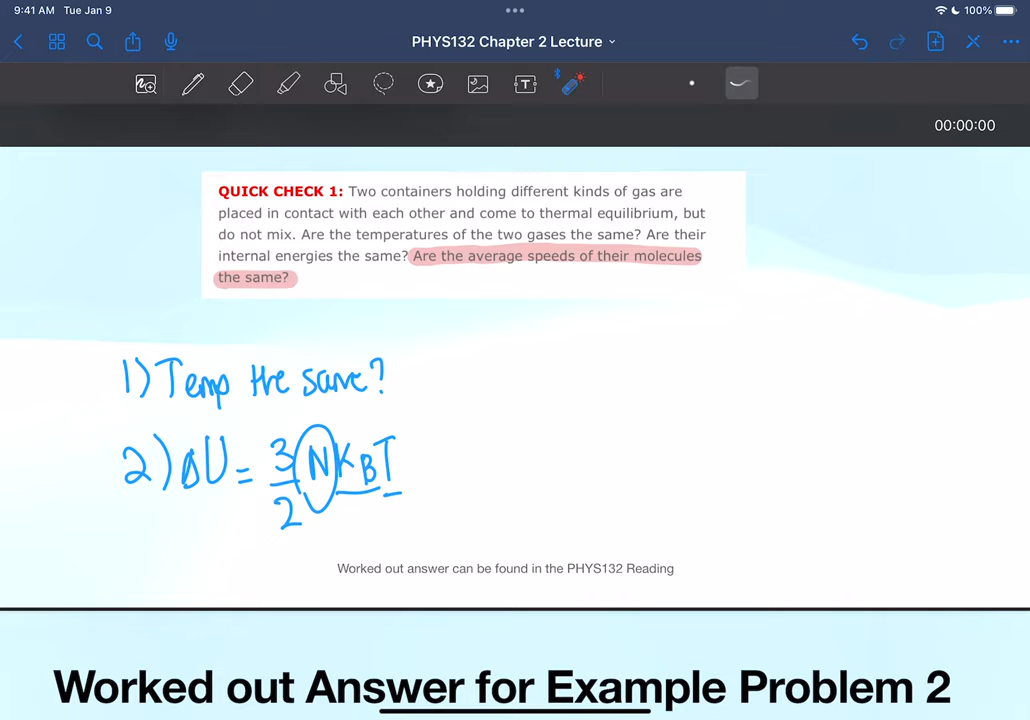 9:41 AM Tue Jan 9
100%
PHYS132 Chapter 2 Lecture
T
00:00:00
QUICK CHECK 1: Two containers holding different kinds of gas are
placed in contact with each other and come to thermal equilibrium, but
do not mix. Are the temperatures of the two gases the same? Are their
internal energies the same? Are the average speeds of their molecules
the same?
1) Temp the same?
2) ΔU = 3/2 N K_B T
Worked out answer can be found in the PHYS132 Reading
Worked out Answer for Example Problem 2